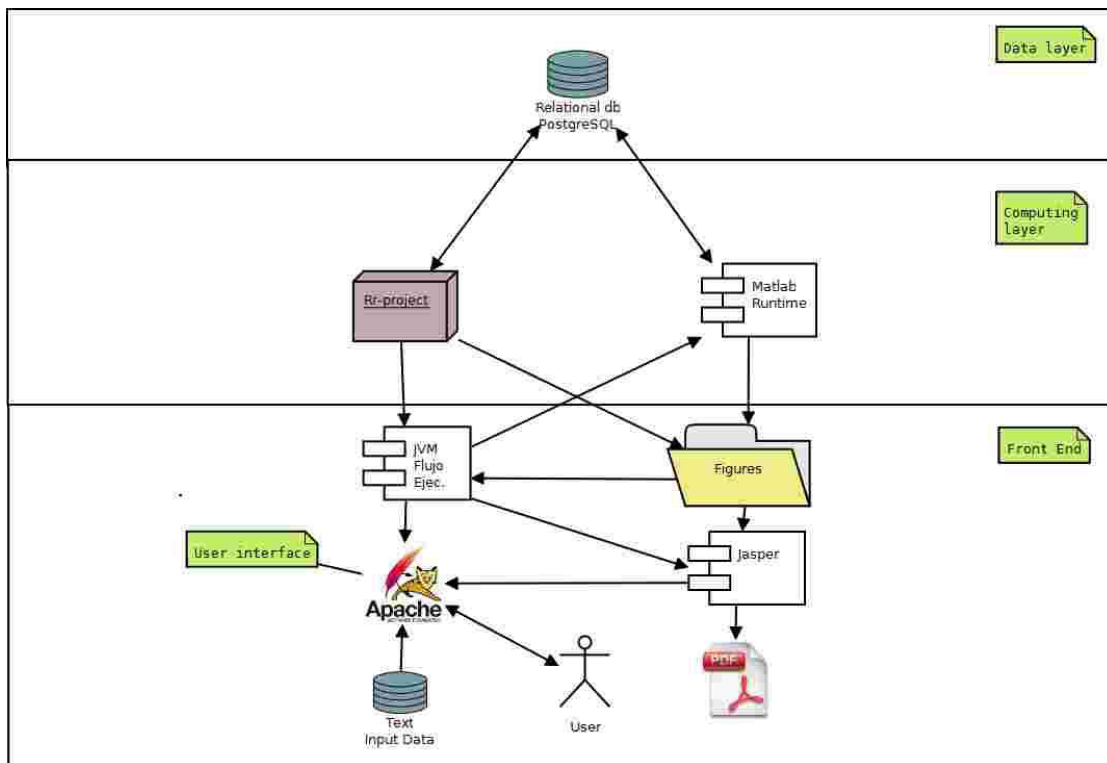 Data layer
Relational db
PostgreSQL
Computing
layer
Rr-project
Matlab
Runtime
JVM
Flujo
Ejec.
Figures
Front End
User interface
Jasper
Apache
PDF
User
Text
Input Data